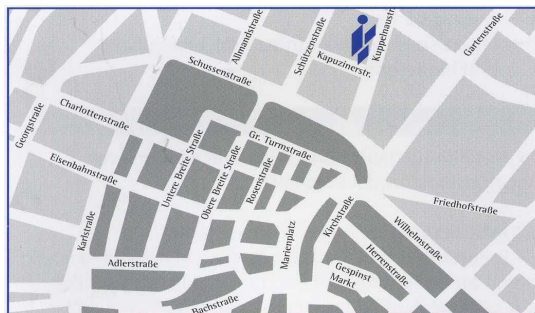 Allmandstraße
Schützenstraße
Kuppelnaustr.
Gartenstraße
Schussenstraße
Kapuzinerstr.
Georgstraße
Charlottenstraße
Gr. Turmstraße
Eisenbahnstraße
Untere Breite Straße
Obere Breite Straße
Rosenstraße
Friedhofstraße
Karlstraße
Marienplatz
Kirchstraße
Wilhelmstraße
Herrenstraße
Adlerstraße
Gespinst
Markt
Bachstraße